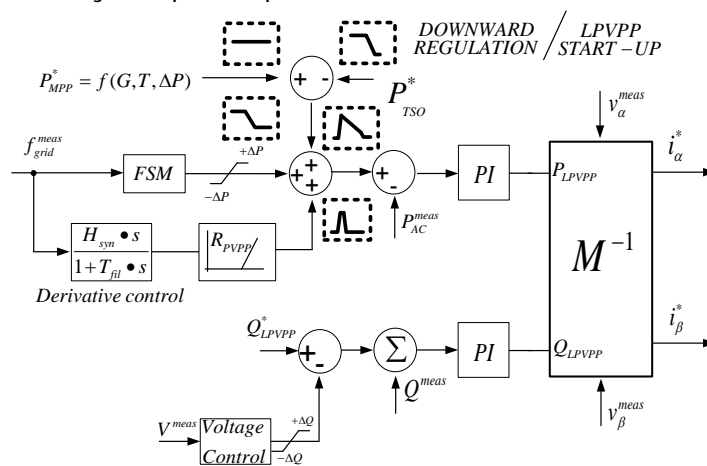 DOWNWARD REGULATION / LPVPP START-UP
P*MPP = f(G,T,ΔP)
+ -
-
P*TSO
f meas grid
FSM
+ΔP
−ΔP
+
+
+
+
-
P meas AC
PI
P LPVPP
v meas α
i*α
M⁻¹
H syn • s
1+T fil • s
R PVPP
Derivative control
Q* LPVPP
+
-
Σ
Q meas
PI
Q LPVPP
i*β
v meas β
V meas
Voltage Control
+ΔQ
−ΔQ